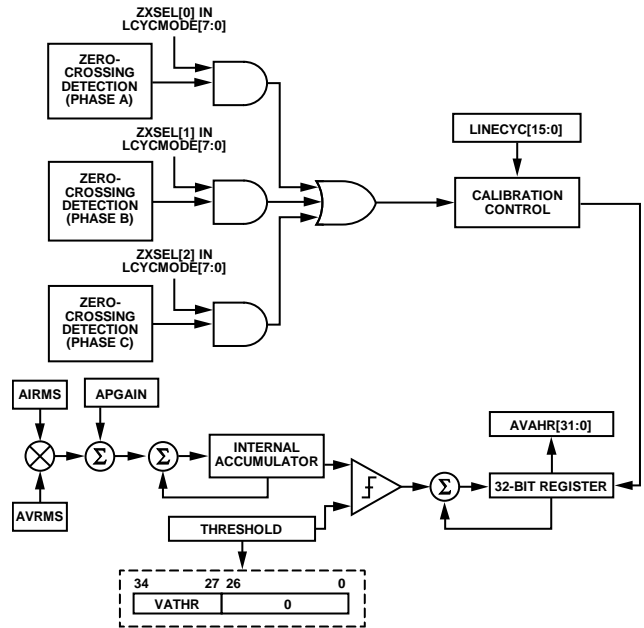 ZXSEL[0] IN
LCYCMODE[7:0]
ZERO-
CROSSING
DETECTION
(PHASE A)
ZXSEL[1] IN
LCYCMODE[7:0]
ZERO-
CROSSING
DETECTION
(PHASE B)
ZXSEL[2] IN
LCYCMODE[7:0]
ZERO-
CROSSING
DETECTION
(PHASE C)
LINECYC[15:0]
CALIBRATION
CONTROL
AIRMS
APGAIN
AVRMS
Σ
Σ
INTERNAL
ACCUMULATOR
THRESHOLD
Σ
AVAHR[31:0]
32-BIT REGISTER
34 27 26 0
VATHR 0